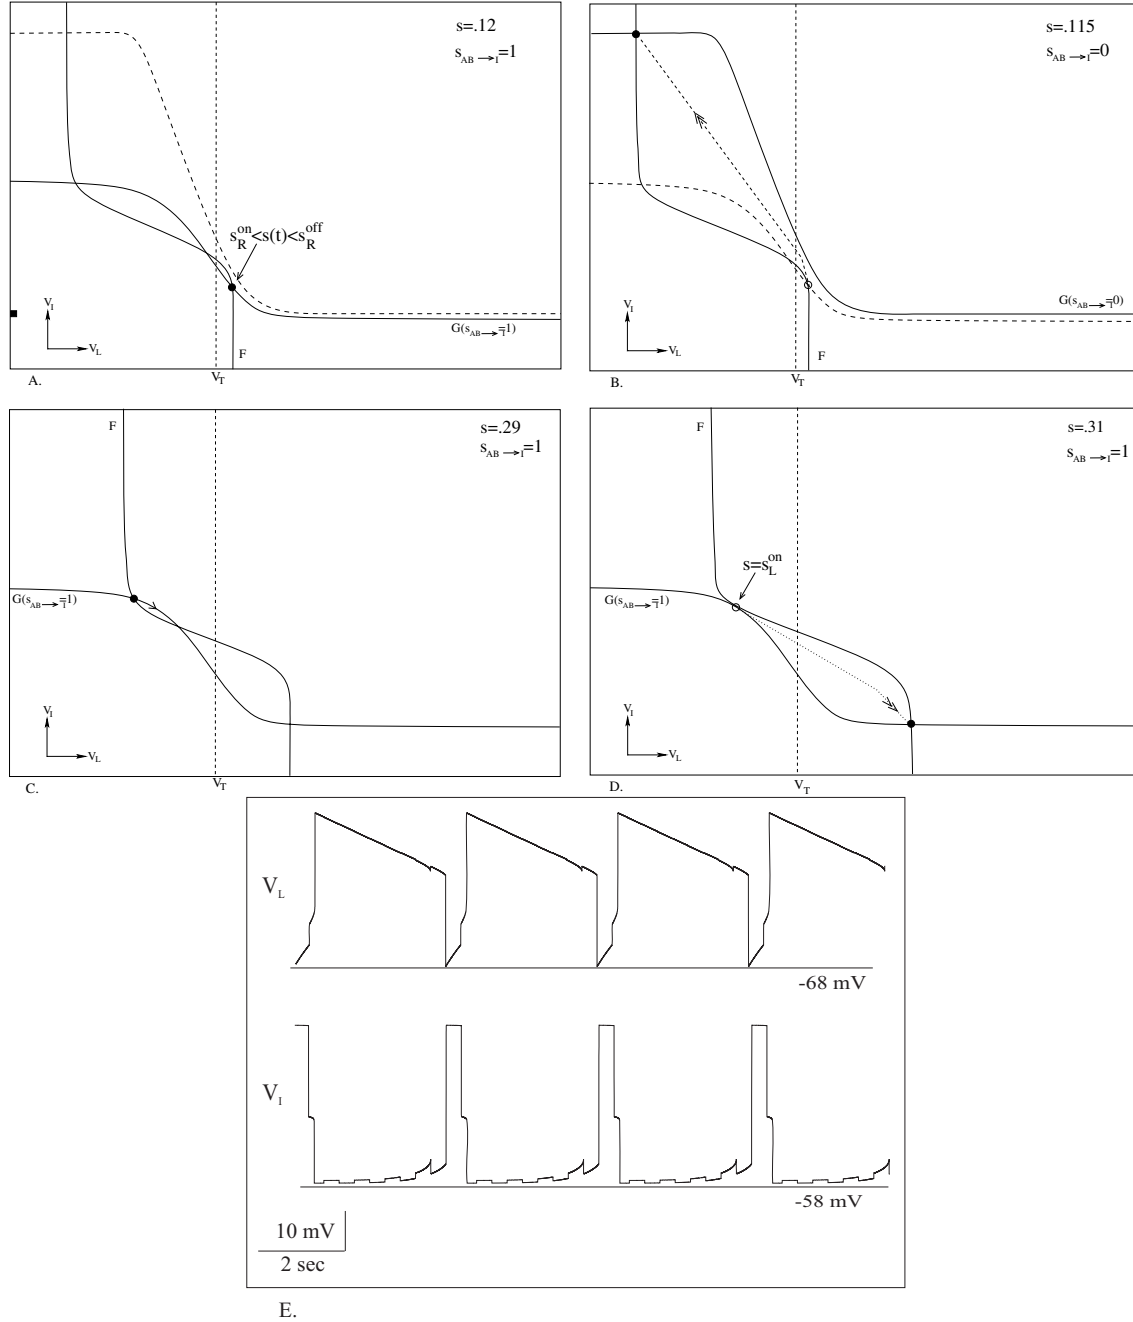 s=.12
s_AB→I=1
s_R^on<s(t)<s_R^off
V_I
V_L
G(s_AB→I=1)
F
A.
V_T
s=.115
s_AB→I=0
V_I
V_L
G(s_AB→I=0)
F
B.
V_T
F
s=.29
s_AB→I=1
G(s_AB→I=1)
V_I
V_L
C.
V_T
F
s=.31
s_AB→I=1
s=s_L^on
G(s_AB→I=1)
V_I
V_L
D.
V_T
V_L
-68 mV
V_I
-58 mV
10 mV
2 sec
E.